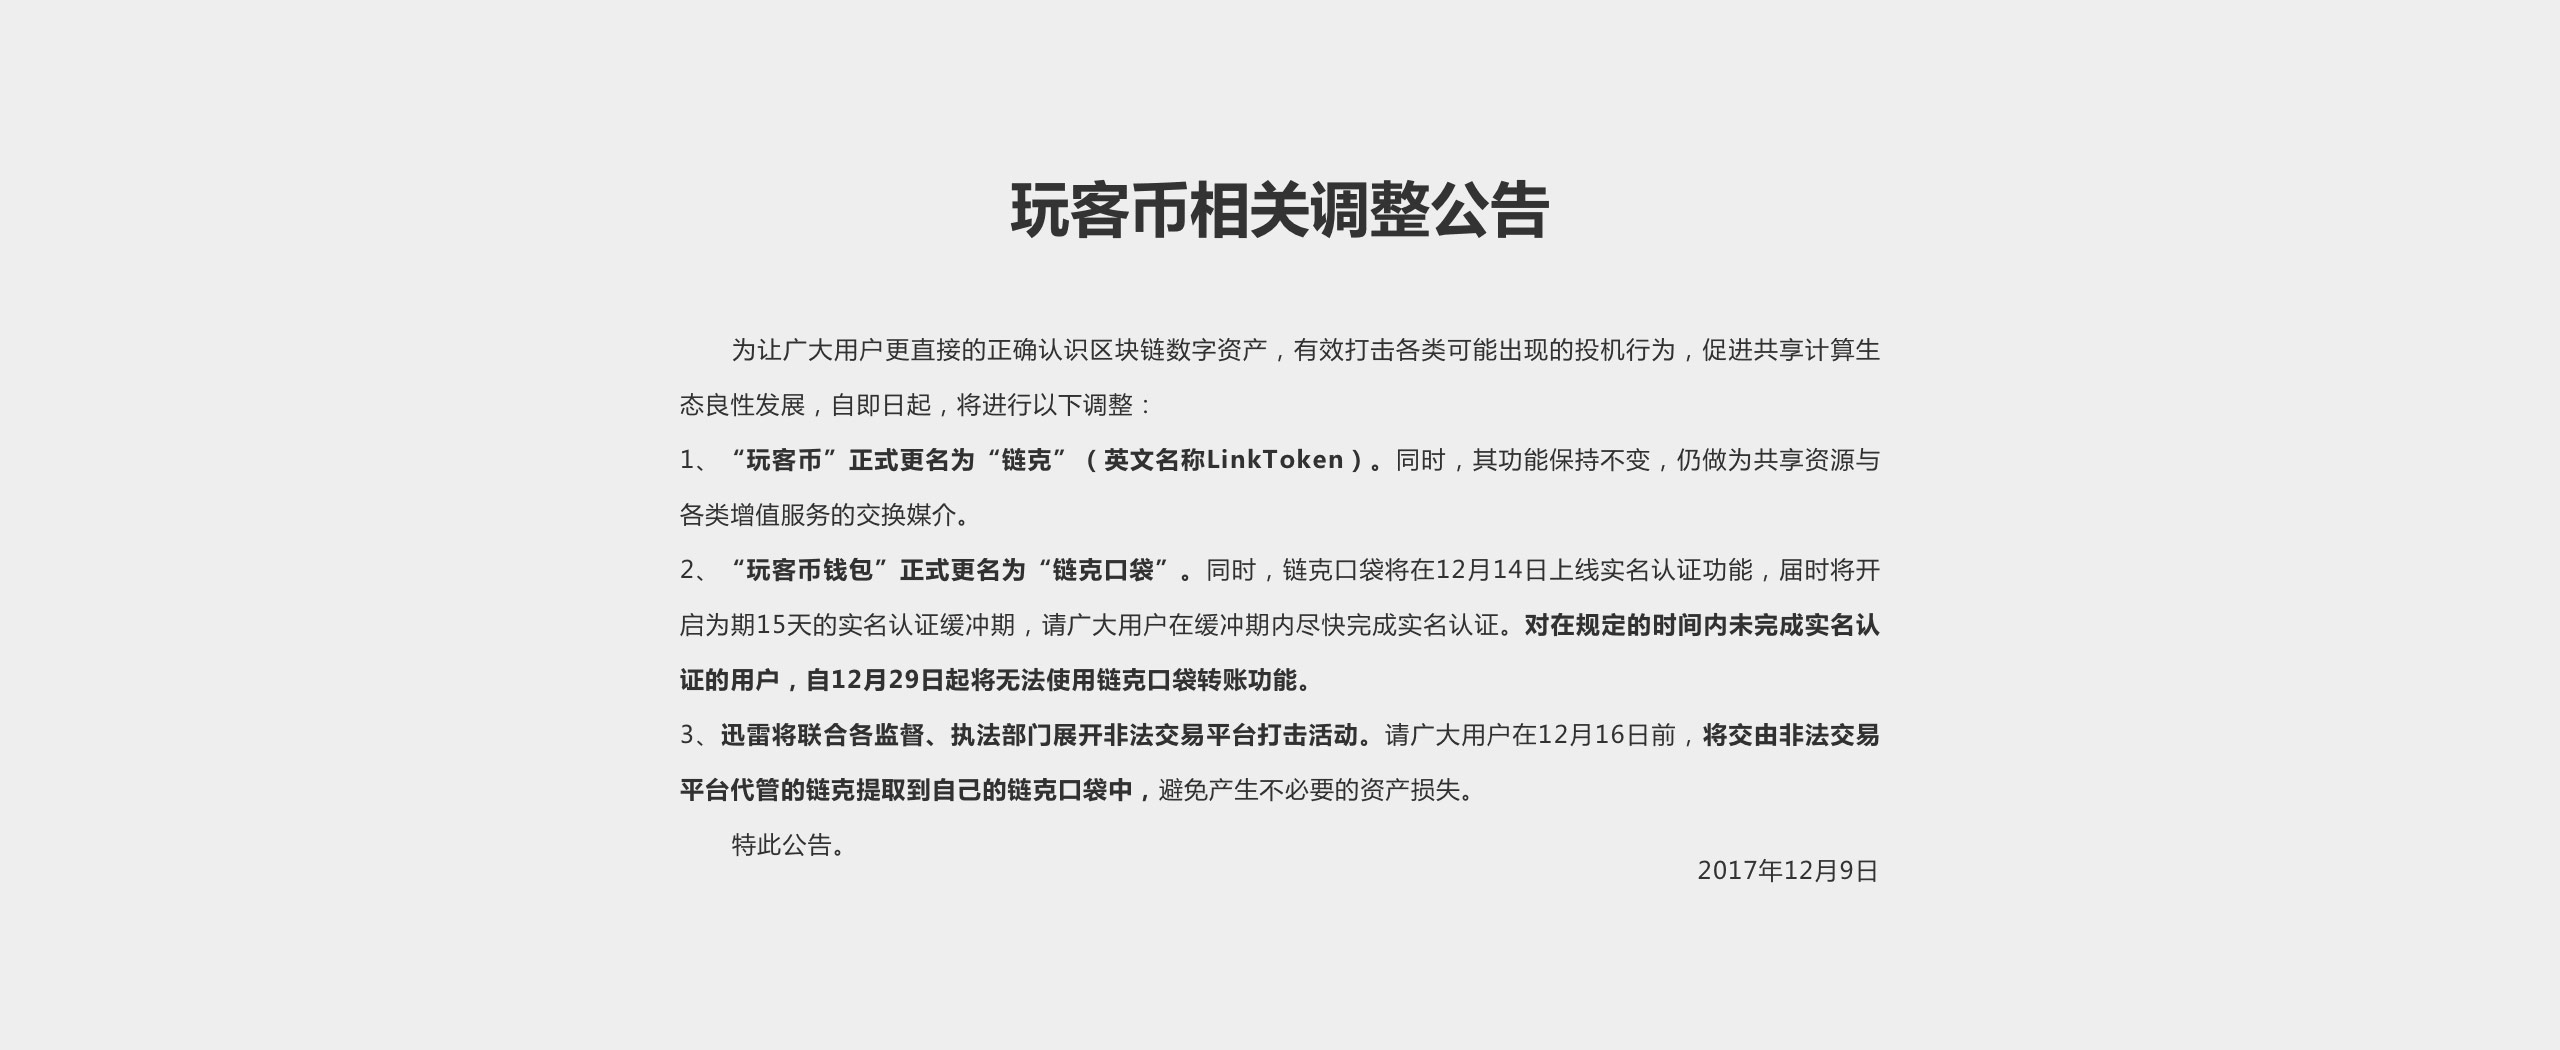 玩客币相关调整公告
为让广大用户更直接的正确认识区块链数字资产，有效打击各类可能出现的投机行为，促进共享计算生
态良性发展，自即日起，将进行以下调整：
1、 “玩客币”正式更名为“链克”（英文名称LinkToken）。同时，其功能保持不变，仍做为共享资源与
各类增值服务的交换媒介。
2、 “玩客币钱包”正式更名为“链克口袋”。同时，链克口袋将在12月14日上线实名认证功能，届时将开
启为期15天的实名认证缓冲期，请广大用户在缓冲期内尽快完成实名认证。对在规定的时间内未完成实名认
证的用户，自12月29日起将无法使用链克口袋转账功能。
3、迅雷将联合各监督、执法部门展开非法交易平台打击活动。请广大用户在12月16日前，将交由非法交易
平台代管的链克提取到自己的链克口袋中，避免产生不必要的资产损失。
特此公告。
2017年12月9日